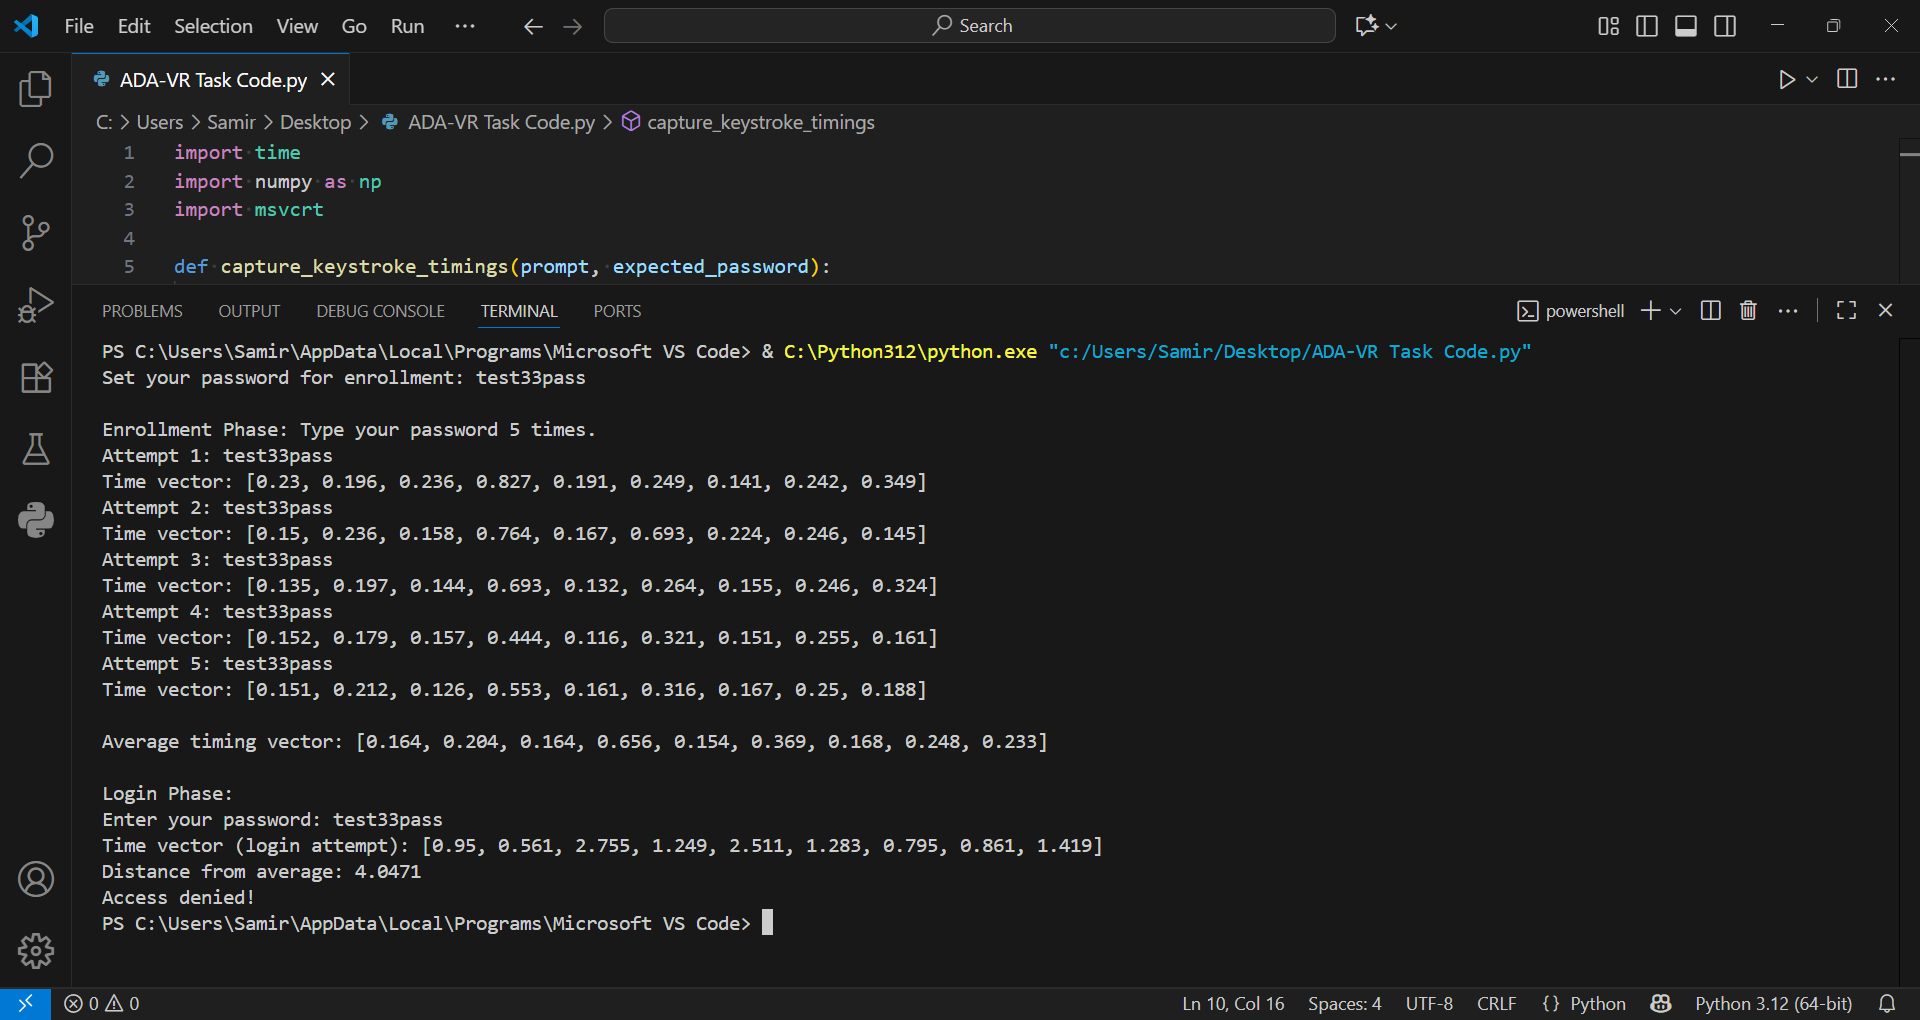 File Edit Selection View Go Run ··· Search
ADA-VR Task Code.py
C: > Users > Samir > Desktop > ADA-VR Task Code.py > capture_keystroke_timings
1 import time
2 import numpy as np
3 import msvcrt
4
5 def capture_keystroke_timings(prompt, expected_password):
PROBLEMS OUTPUT DEBUG CONSOLE TERMINAL PORTS powershell
PS C:\Users\Samir\AppData\Local\Programs\Microsoft VS Code> & C:\Python312\python.exe "c:/Users/Samir/Desktop/ADA-VR Task Code.py"
Set your password for enrollment: test33pass
Enrollment Phase: Type your password 5 times.
Attempt 1: test33pass
Time vector: [0.23, 0.196, 0.236, 0.827, 0.191, 0.249, 0.141, 0.242, 0.349]
Attempt 2: test33pass
Time vector: [0.15, 0.236, 0.158, 0.764, 0.167, 0.693, 0.224, 0.246, 0.145]
Attempt 3: test33pass
Time vector: [0.135, 0.197, 0.144, 0.693, 0.132, 0.264, 0.155, 0.246, 0.324]
Attempt 4: test33pass
Time vector: [0.152, 0.179, 0.157, 0.444, 0.116, 0.321, 0.151, 0.255, 0.161]
Attempt 5: test33pass
Time vector: [0.151, 0.212, 0.126, 0.553, 0.161, 0.316, 0.167, 0.25, 0.188]
Average timing vector: [0.164, 0.204, 0.164, 0.656, 0.154, 0.369, 0.168, 0.248, 0.233]
Login Phase:
Enter your password: test33pass
Time vector (login attempt): [0.95, 0.561, 2.755, 1.249, 2.511, 1.283, 0.795, 0.861, 1.419]
Distance from average: 4.0471
Access denied!
PS C:\Users\Samir\AppData\Local\Programs\Microsoft VS Code>
0 0 Ln 10, Col 16 Spaces: 4 UTF-8 CRLF {} Python Python 3.12 (64-bit)